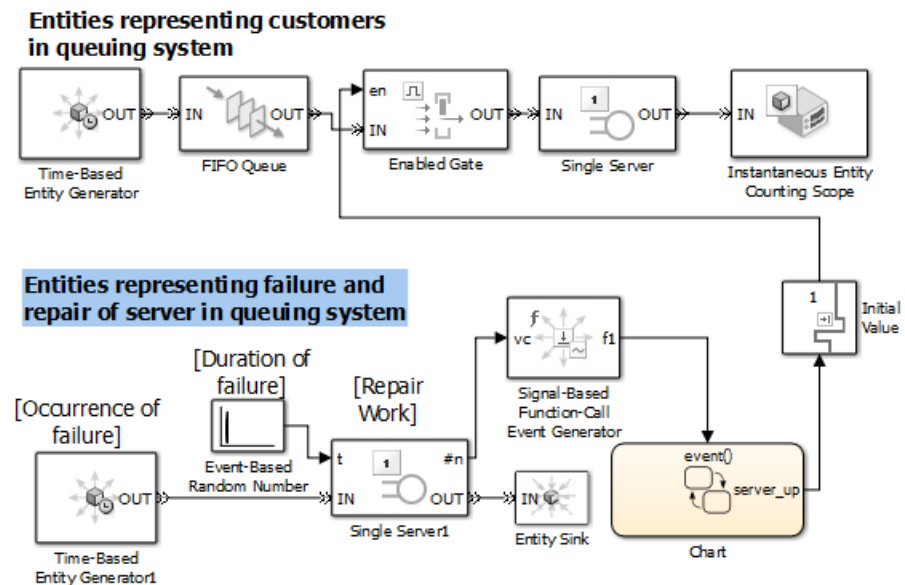 Entities representing customers
in queuing system
OUT
Time-Based
Entity Generator
IN
OUT
FIFO Queue
en
IN
OUT
Enabled Gate
IN
1
OUT
Single Server
IN
Instantaneous Entity
Counting Scope
Entities representing failure and
repair of server in queuing system
1
Initial
Value
[Occurrence of
failure]
OUT
Time-Based
Entity Generator1
[Duration of
failure]
Event-Based
Random Number
[Repair
Work]
t
1
#n
IN
OUT
Single Server1
IN
Entity Sink
f
vc
f1
~
Signal-Based
Function-Call
Event Generator
event()
server_up
Chart